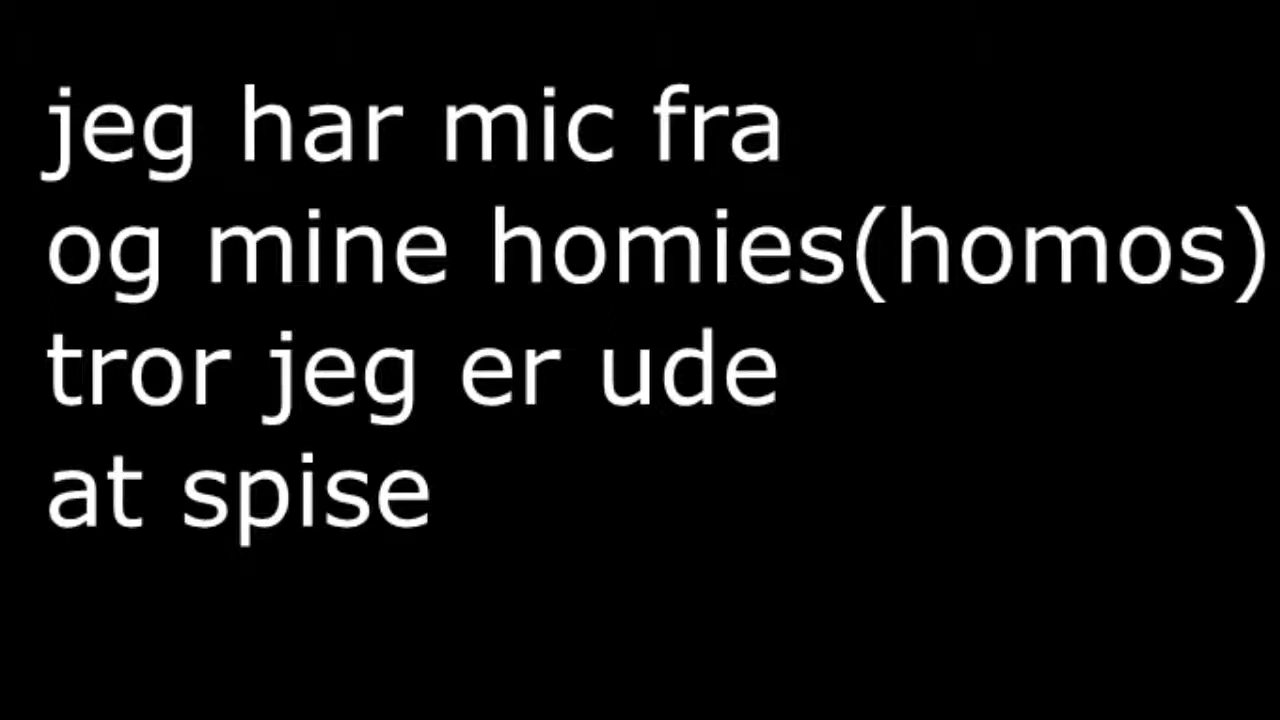 jeg har mic fra
og mine homies(homos)
tror jeg er ude
at spise